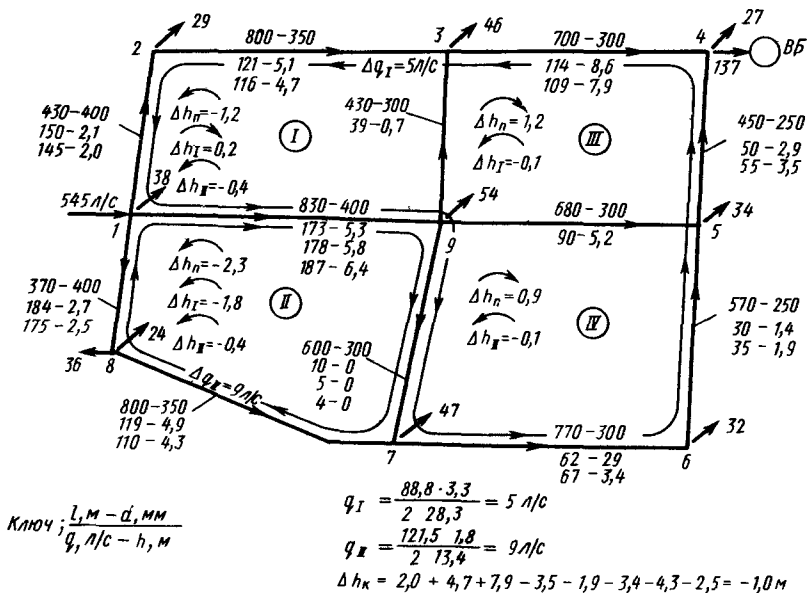 29
46
27
2
800-350
3
700-300
4
137
ВБ
121-5,1
Δq_I=5л/с
114-8,6
116-4,7
109-7,9
430-400
150-2,1
145-2,0
Δh_п=-1,2
Δh_I=0,2
Δh_II=-0,4
I
430-300
39-0,7
Δh_п=1,2
Δh_I=-0,1
III
450-250
50-2,9
55-3,5
545 л/с
38
830-400
54
680-300
34
1
173-5,3
9
90-5,2
5
178-5,8
187-6,4
370-400
184-2,7
175-2,5
Δh_п=-2,3
Δh_I=-1,8
Δh_II=-0,4
II
Δh_п=0,9
Δh_II=-0,1
IV
570-250
30-1,4
35-1,9
24
36
8
Δq_II=9л/с
600-300
10-0
5-0
4-0
800-350
119-4,9
110-4,3
47
770-300
32
7
62-29
6
67-3,4
Ключ; l,м-d,мм / q,л/с-h,м
q_I = 88,8·3,3 / 2 28,3 = 5 л/с
q_II = 121,5 1,8 / 2 13,4 = 9л/с
Δh_к = 2,0 + 4,7+7,9 -3,5 -1,9 -3,4-4,3-2,5= -1,0м